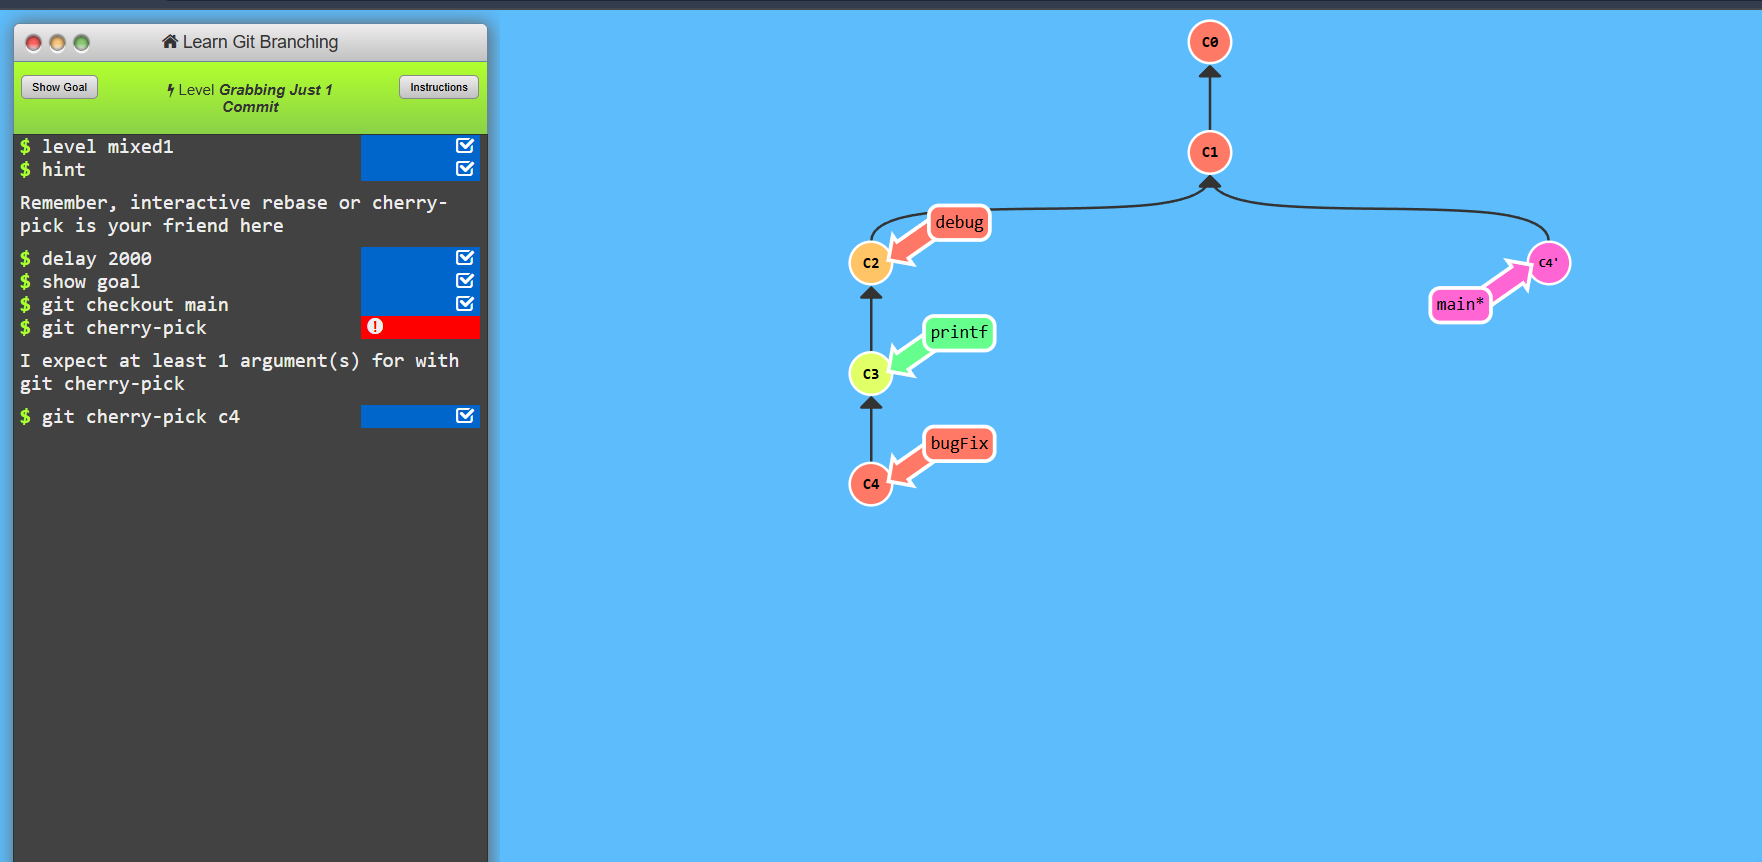 Learn Git Branching
Show Goal
Level Grabbing Just 1
Commit
Instructions
$ level mixed1
$ hint
Remember, interactive rebase or cherry-
pick is your friend here
$ delay 2000
$ show goal
$ git checkout main
$ git cherry-pick
I expect at least 1 argument(s) for with
git cherry-pick
$ git cherry-pick c4
C0
C1
debug
C2
C4'
main*
printf
C3
bugFix
C4